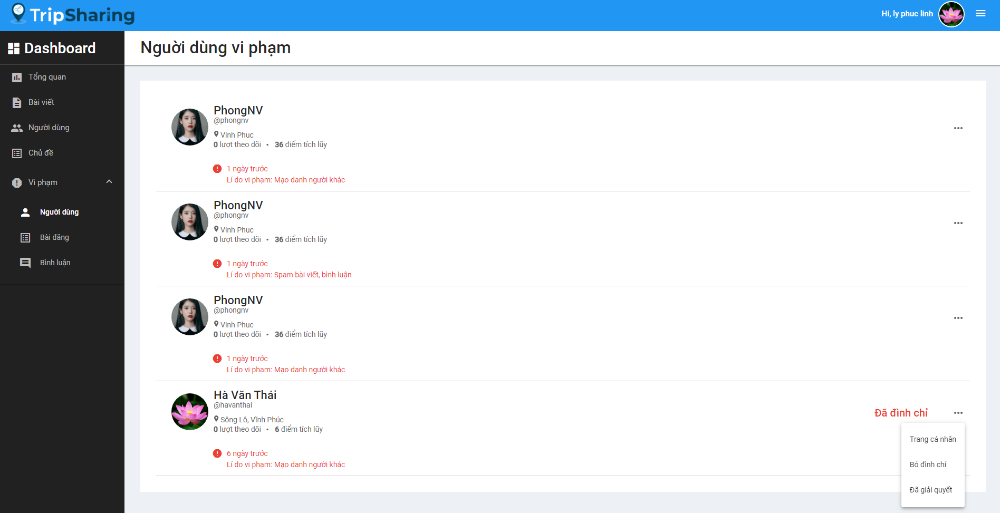 TripSharing
Hi, ly phuc linh
Dashboard
Tổng quan
Bài viết
Người dùng
Chủ đề
Vi phạm
Người dùng
Bài đăng
Bình luận
Người dùng vi phạm
PhongNV
@phongnv
Vinh Phuc
0 lượt theo dõi • 36 điểm tích lũy
1 ngày trước
Lí do vi phạm: Mạo danh người khác
PhongNV
@phongnv
Vinh Phuc
0 lượt theo dõi • 36 điểm tích lũy
1 ngày trước
Lí do vi phạm: Spam bài viết, bình luận
PhongNV
@phongnv
Vinh Phuc
0 lượt theo dõi • 36 điểm tích lũy
1 ngày trước
Lí do vi phạm: Mạo danh người khác
Hà Văn Thái
@havanthai
Sông Lô, Vĩnh Phúc
0 lượt theo dõi • 6 điểm tích lũy
6 ngày trước
Lí do vi phạm: Mạo danh người khác
Đã đình chỉ
Trang cá nhân
Bỏ đình chỉ
Đã giải quyết